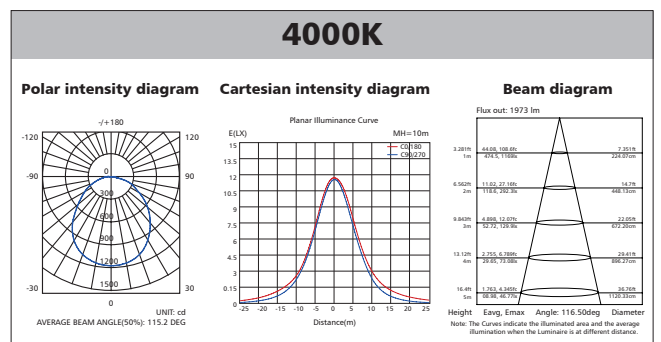 4000K
Polar intensity diagram
Cartesian intensity diagram
Beam diagram
-/+180
-120
120
-90
90
0
300
600
900
1200
1500
-30
30
0
UNIT: cd
AVERAGE BEAM ANGLE(50%): 115.2 DEG
Planar Illuminance Curve
E(LX)
MH=10m
C0/180
C90/270
15
13.5
12
10.5
9
7.5
6
4.5
3
0.15
0
-25 -20 -15 -10 -5 0 5 10 15 20 25
Distance(m)
Flux out: 1973 lm
3.281ft 44.08, 108.6fc 7.351ft
1m 474.5, 1169lx 224.07cm
6.562ft 11.02, 27.16fc 14.7ft
2m 118.6, 292.3lx 448.13cm
9.842ft 4.898, 12.07fc 22.05ft
3m 52.72, 129.9lx 672.20cm
13.12ft 2.755, 6.789fc 29.41ft
4m 29.65, 73.08lx 896.27cm
16.4ft 1.763, 4.345fc 36.76ft
5m 08.98, 46.77lx 1120.33cm
Height Eavg, Emax Angle: 116.50deg Diameter
Note: The Curves indicate the illuminated area and the average
illumination when the Luminaire is at different distance.